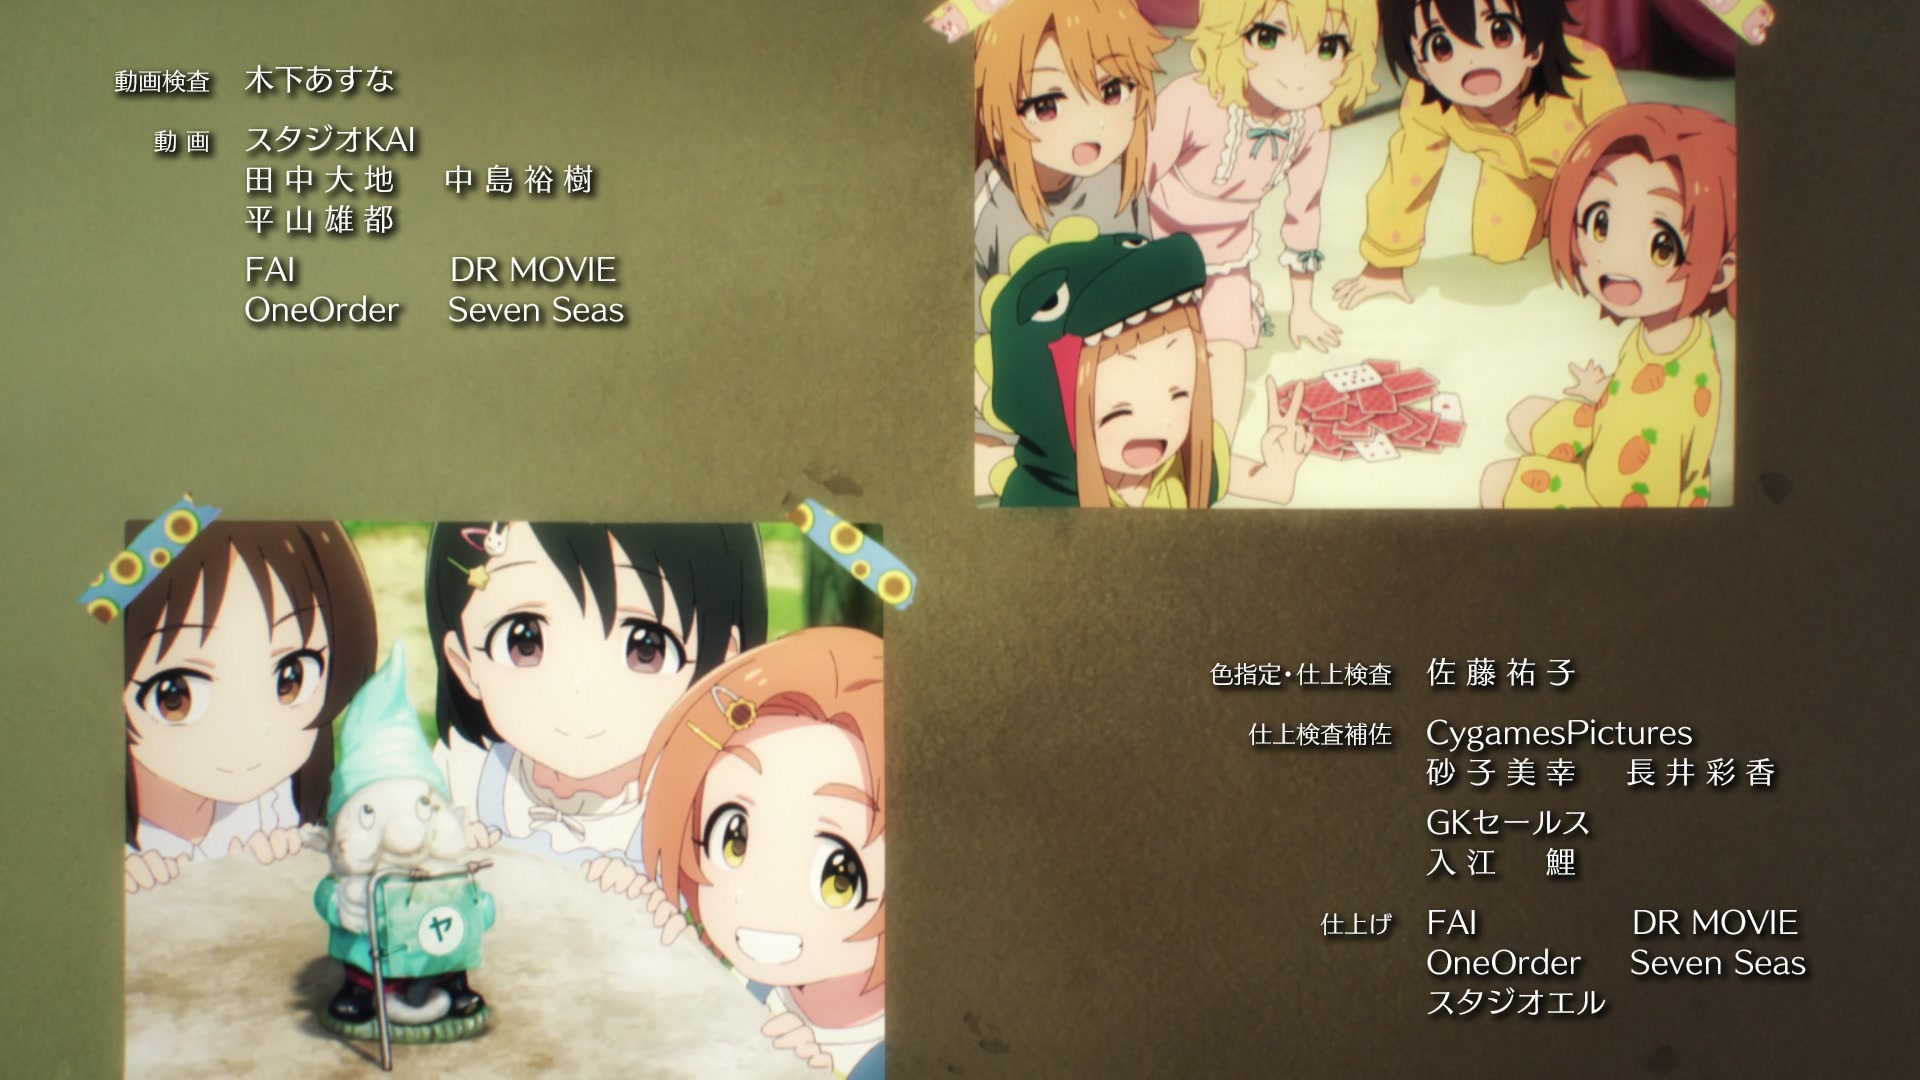 動画検査 木下あすな
動画 スタジオKAI
田中大地 中島裕樹
平山雄都
FAI DR MOVIE
OneOrder Seven Seas
ヤ
色指定・仕上検査 佐藤祐子
仕上検査補佐 CygamesPictures
砂子美幸 長井彩香
GKセールス
入江 鯉
仕上げ FAI DR MOVIE
OneOrder Seven Seas
スタジオエル